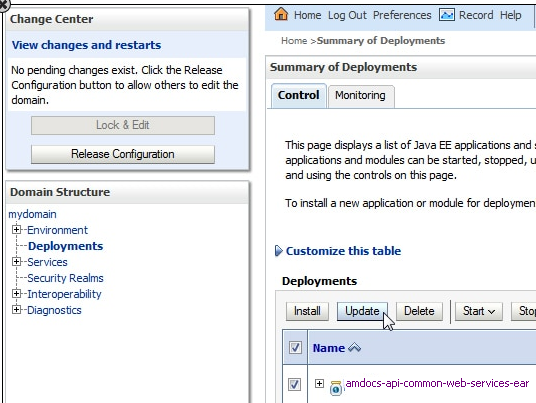 Change Center
View changes and restarts
No pending changes exist. Click the Release
Configuration button to allow others to edit the
domain.
Lock & Edit
Release Configuration
Domain Structure
mydomain
Environment
Deployments
Services
Security Realms
Interoperability
Diagnostics
Home Log Out Preferences Record Help
Home >Summary of Deployments
Summary of Deployments
Control Monitoring
This page displays a list of Java EE applications and
applications and modules can be started, stopped, u
and using the controls on this page.
To install a new application or module for deploymen
Customize this table
Deployments
Install Update Delete Start Stop
Name
amdocs-api-common-web-services-ear